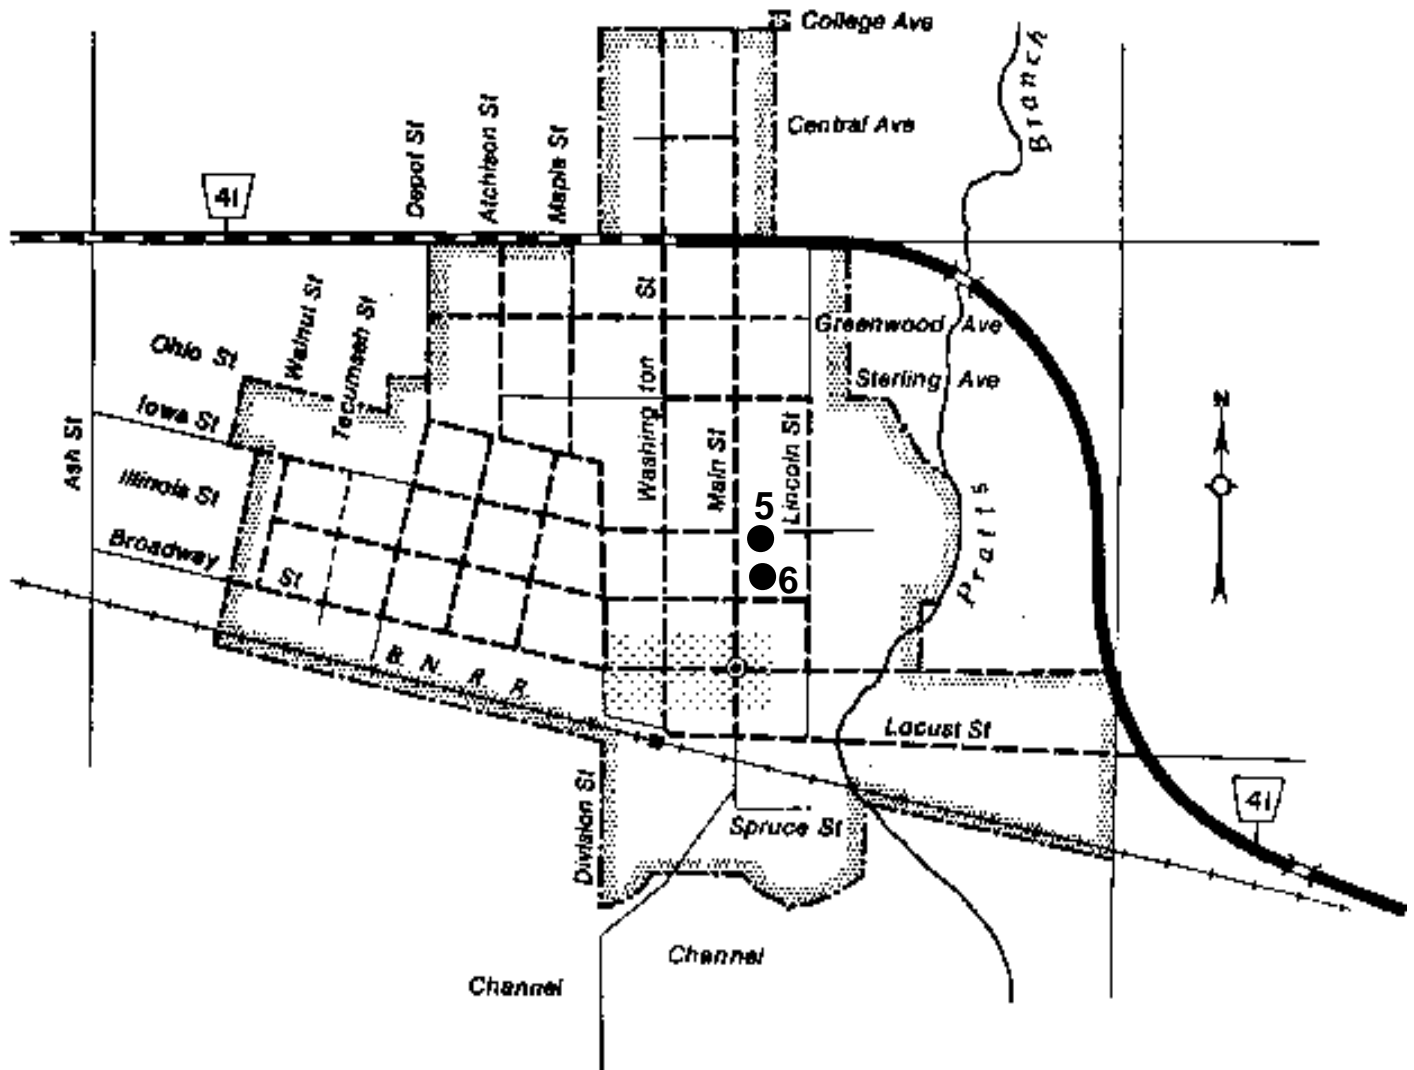 College Ave
Branch
Central Ave
Depot St
Atchison St
Maple St
41
Walnut St
Tecumseh St
Ohio St
Iowa St
Illinois St
Broadway
St
Ash St
Washington St
Main St
Lincoln St
Greenwood Ave
Sterling Ave
N
5
6
Pratts
B. N. R. R.
Locust St
41
Division St
Spruce St
Channel
Channel